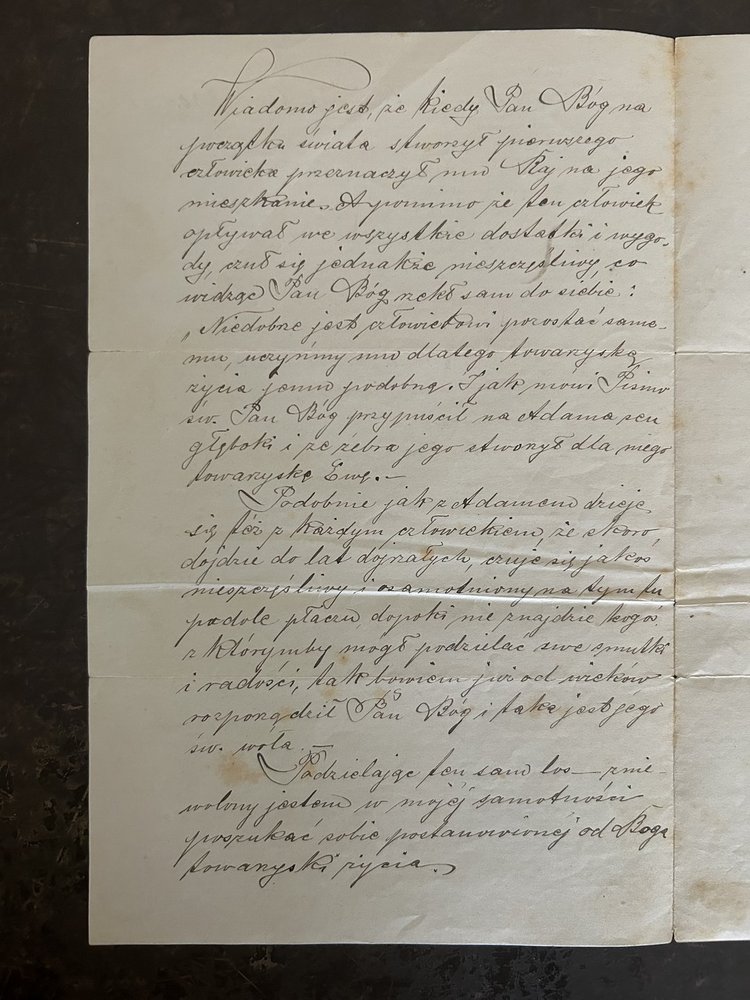 Wiadomo jest, że kiedy Pan Bóg na
początku świata stworzył pierwszego
człowieka przeznaczył mu Raj na jego
mieszkanie. A pomimo że ten człowiek
opływał we wszystkie dostatki i wygo-
dy, czuł się jednakże nieszczęśliwy, co
widząc Pan Bóg rzekł sam do siebie:
„Niedobrze jest człowiekowi pozostać same-
mu, uczyńmy mu dlatego towarzyszkę
życia jemu podobną. I jak mówi Pismo
św. Pan Bóg przypuścił na Adama sen
głęboki i ze żebra jego stworzył dla niego
towarzyszkę Ewę. —
Podobnie jak z Adamem dzieje
się też z każdym człowiekiem, że skoro
dojdzie do lat dojrzałych, czuje się jakoś
nieszczęśliwy i osamotniony na tym tu
padole płaczu dopoki nie znajdzie kogoś
z którymby mógł podzielać swe smutki
i radości, tak bowiem już od wieków
rozporządził Pan Bóg i taka jest jego
św. wola. —
Podzielając ten sam los — znie-
wolony jestem w mojéj samotności
poszukać sobie postanowionéj od Boga
towarzyszki życia.